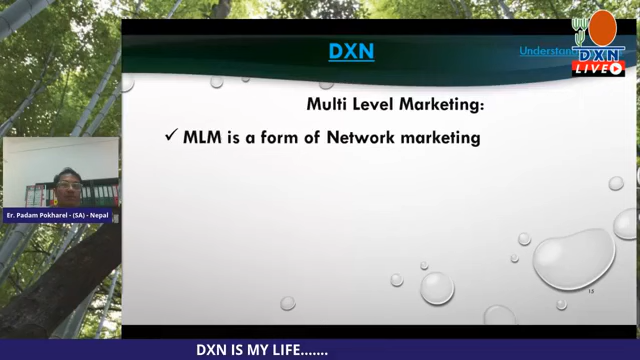 DXN
Understand
DXN
LIVE
Multi Level Marketing:
✓ MLM is a form of Network marketing
Er. Padam Pokharel - (SA) - Nepal
13
DXN IS MY LIFE.......